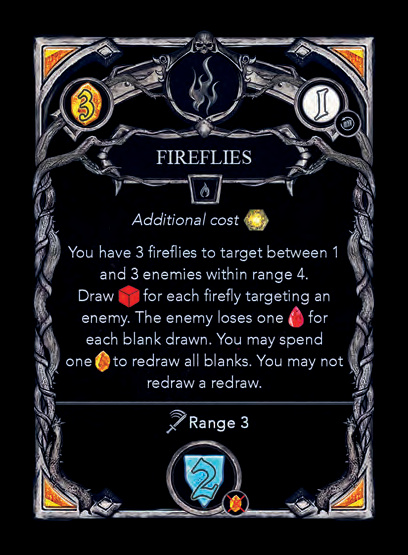 3
1
FIREFLIES
Additional cost
You have 3 fireflies to target between 1
and 3 enemies within range 4.
Draw for each firefly targeting an
enemy. The enemy loses one for
each blank drawn. You may spend
one to redraw all blanks. You may not
redraw a redraw.
Range 3
2